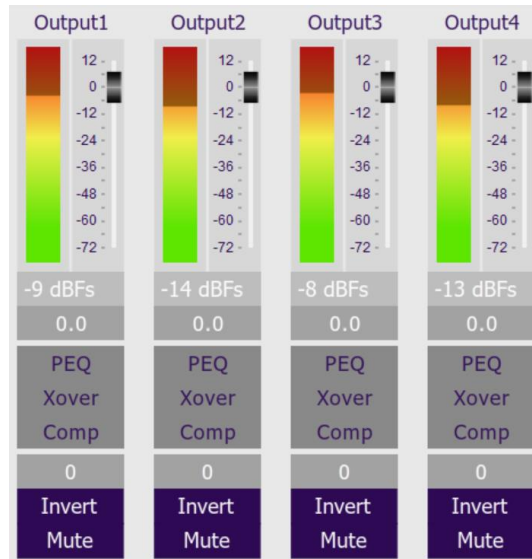 Output1 Output2 Output3 Output4
12 12 12 12
0 0 0 0
-12 -12 -12 -12
-24 -24 -24 -24
-36 -36 -36 -36
-48 -48 -48 -48
-60 -60 -60 -60
-72 -72 -72 -72
-9 dBFs -14 dBFs -8 dBFs -13 dBFs
0.0 0.0 0.0 0.0
PEQ PEQ PEQ PEQ
Xover Xover Xover Xover
Comp Comp Comp Comp
0 0 0 0
Invert Invert Invert Invert
Mute Mute Mute Mute